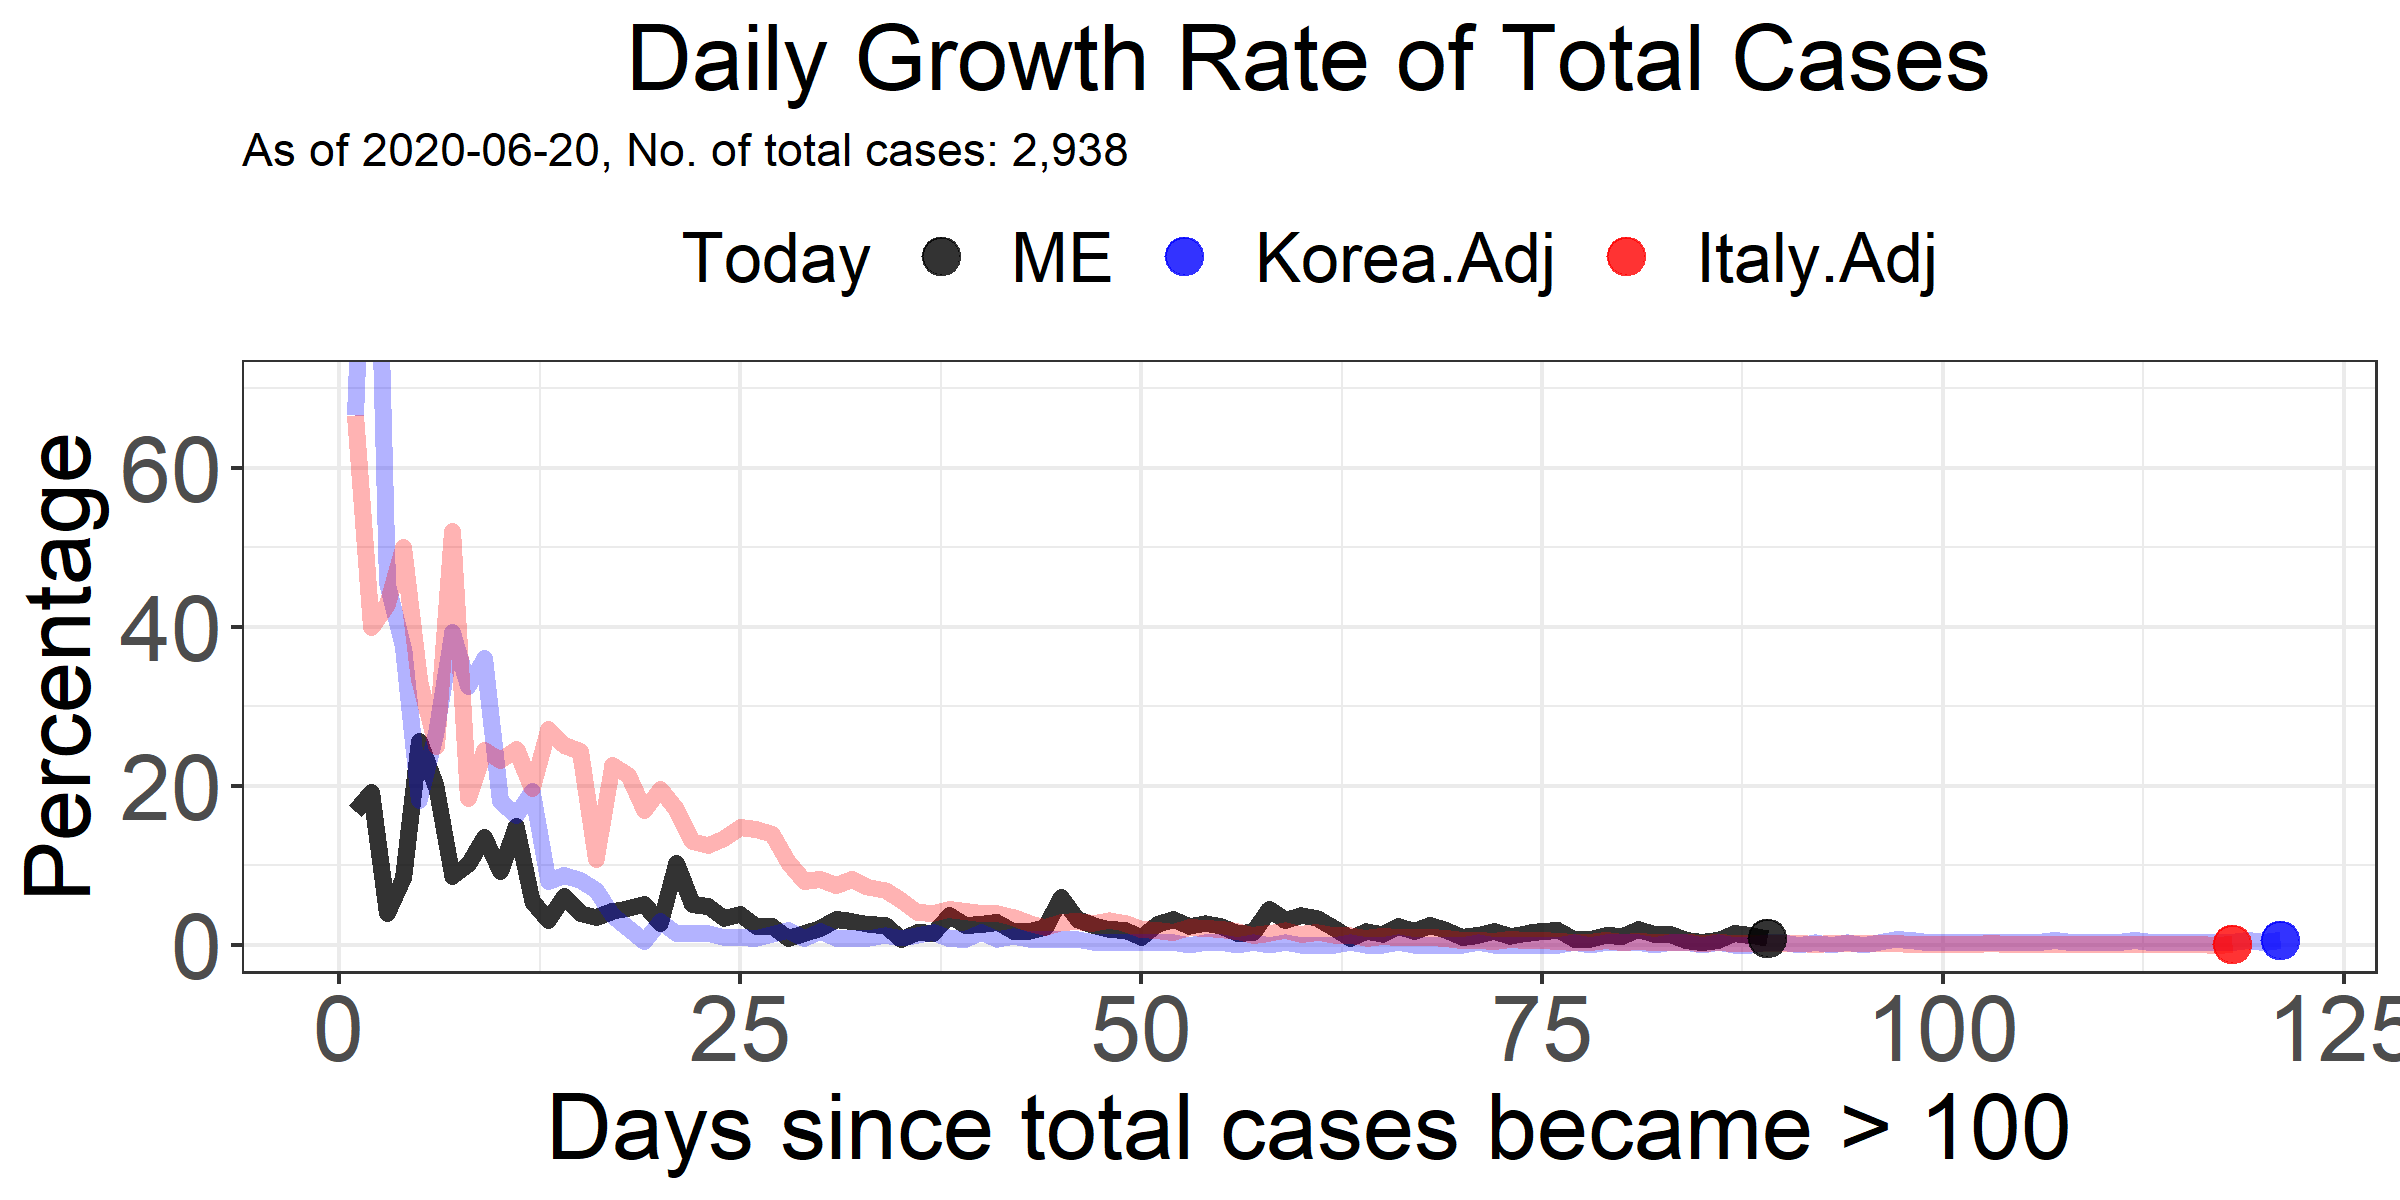 Daily Growth Rate of Total Cases
As of 2020-06-20, No. of total cases: 2,938
Today ME Korea.Adj Italy.Adj
Percentage
60
40
20
0
0 25 50 75 100 125
Days since total cases became > 100